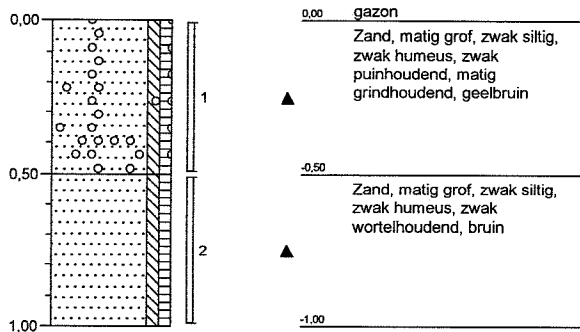 0,00
0,00 gazon
Zand, matig grof, zwak siltig,
zwak humeus, zwak
puinhoudend, matig
grindhoudend, geelbruin
1
0,50
-0,50
Zand, matig grof, zwak siltig,
zwak humeus, zwak
wortelhoudend, bruin
2
1,00
-1,00